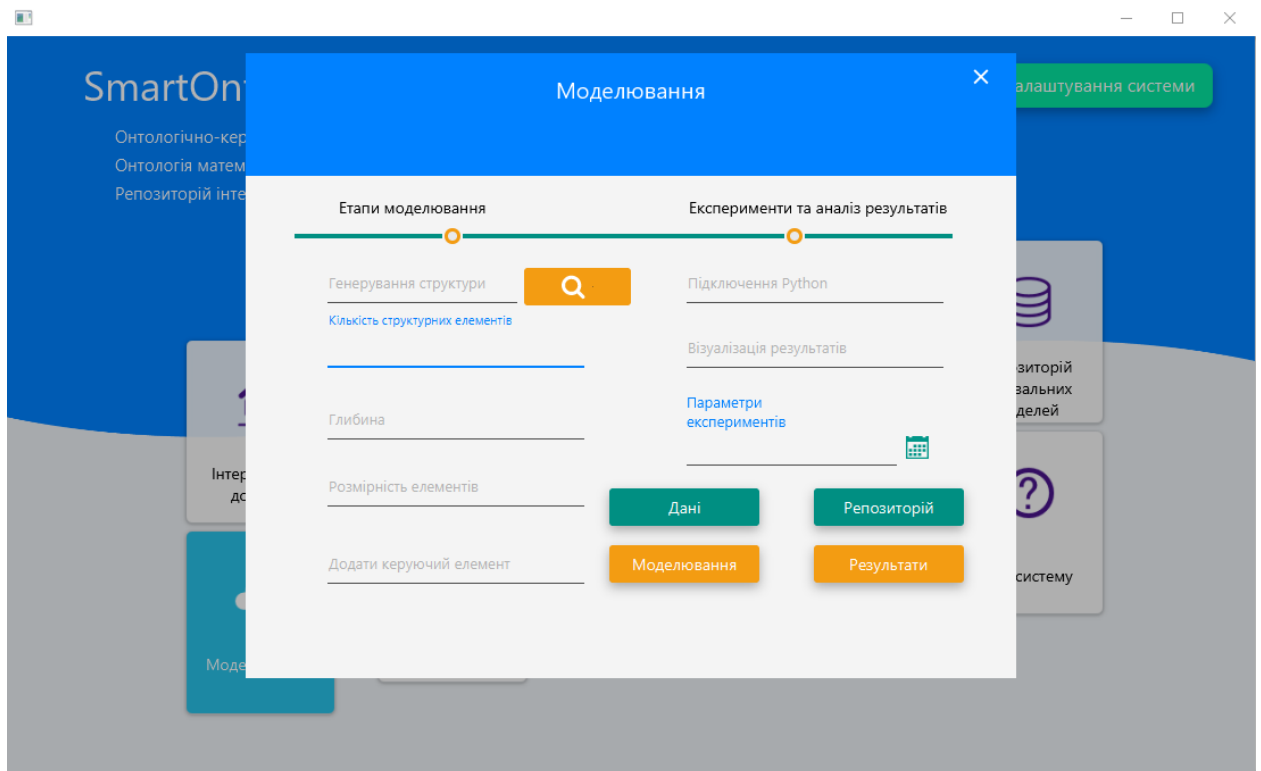 SmartOn
Моделювання
алаштування системи
Онтологічно-кер
Онтологія матем
Репозиторій інте
Етапи моделювання
Експерименти та аналіз результатів
Генерування структури
Підключення Python
Кількість структурних елементів
Візуалізація результатів
Глибина
Параметри
експериментів
Розмірність елементів
Дані
Репозиторій
Додати керуючий елемент
Моделювання
Результати
Інтер
до
Моде
зиторій
вальних
делей
систему